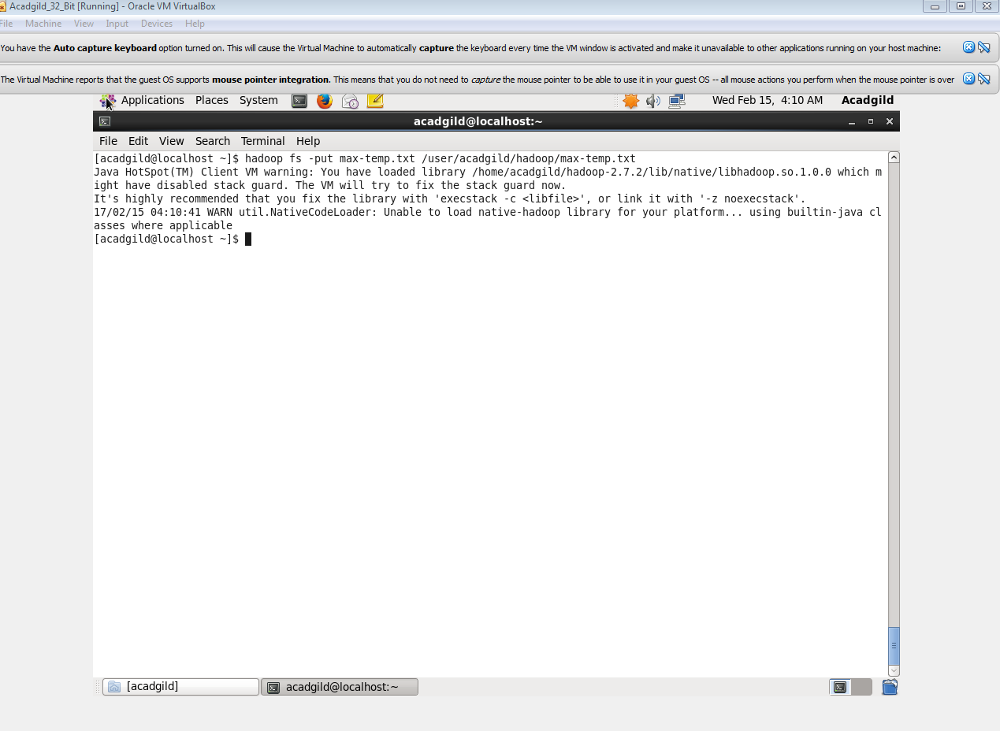 Acadgild_32_Bit [Running] - Oracle VM VirtualBox
File Machine View Input Devices Help
You have the Auto capture keyboard option turned on. This will cause the Virtual Machine to automatically capture the keyboard every time the VM window is activated and make it unavailable to other applications running on your host machine:
The Virtual Machine reports that the guest OS supports mouse pointer integration. This means that you do not need to capture the mouse pointer to be able to use it in your guest OS -- all mouse actions you perform when the mouse pointer is over
Applications Places System Wed Feb 15, 4:10 AM Acadgild
acadgild@localhost:~
File Edit View Search Terminal Help
[acadgild@localhost ~]$ hadoop fs -put max-temp.txt /user/acadgild/hadoop/max-temp.txt
Java HotSpot(TM) Client VM warning: You have loaded library /home/acadgild/hadoop-2.7.2/lib/native/libhadoop.so.1.0.0 which m
ight have disabled stack guard. The VM will try to fix the stack guard now.
It's highly recommended that you fix the library with 'execstack -c <libfile>', or link it with '-z noexecstack'.
17/02/15 04:10:41 WARN util.NativeCodeLoader: Unable to load native-hadoop library for your platform... using builtin-java cl
asses where applicable
[acadgild@localhost ~]$
[acadgild] acadgild@localhost:~